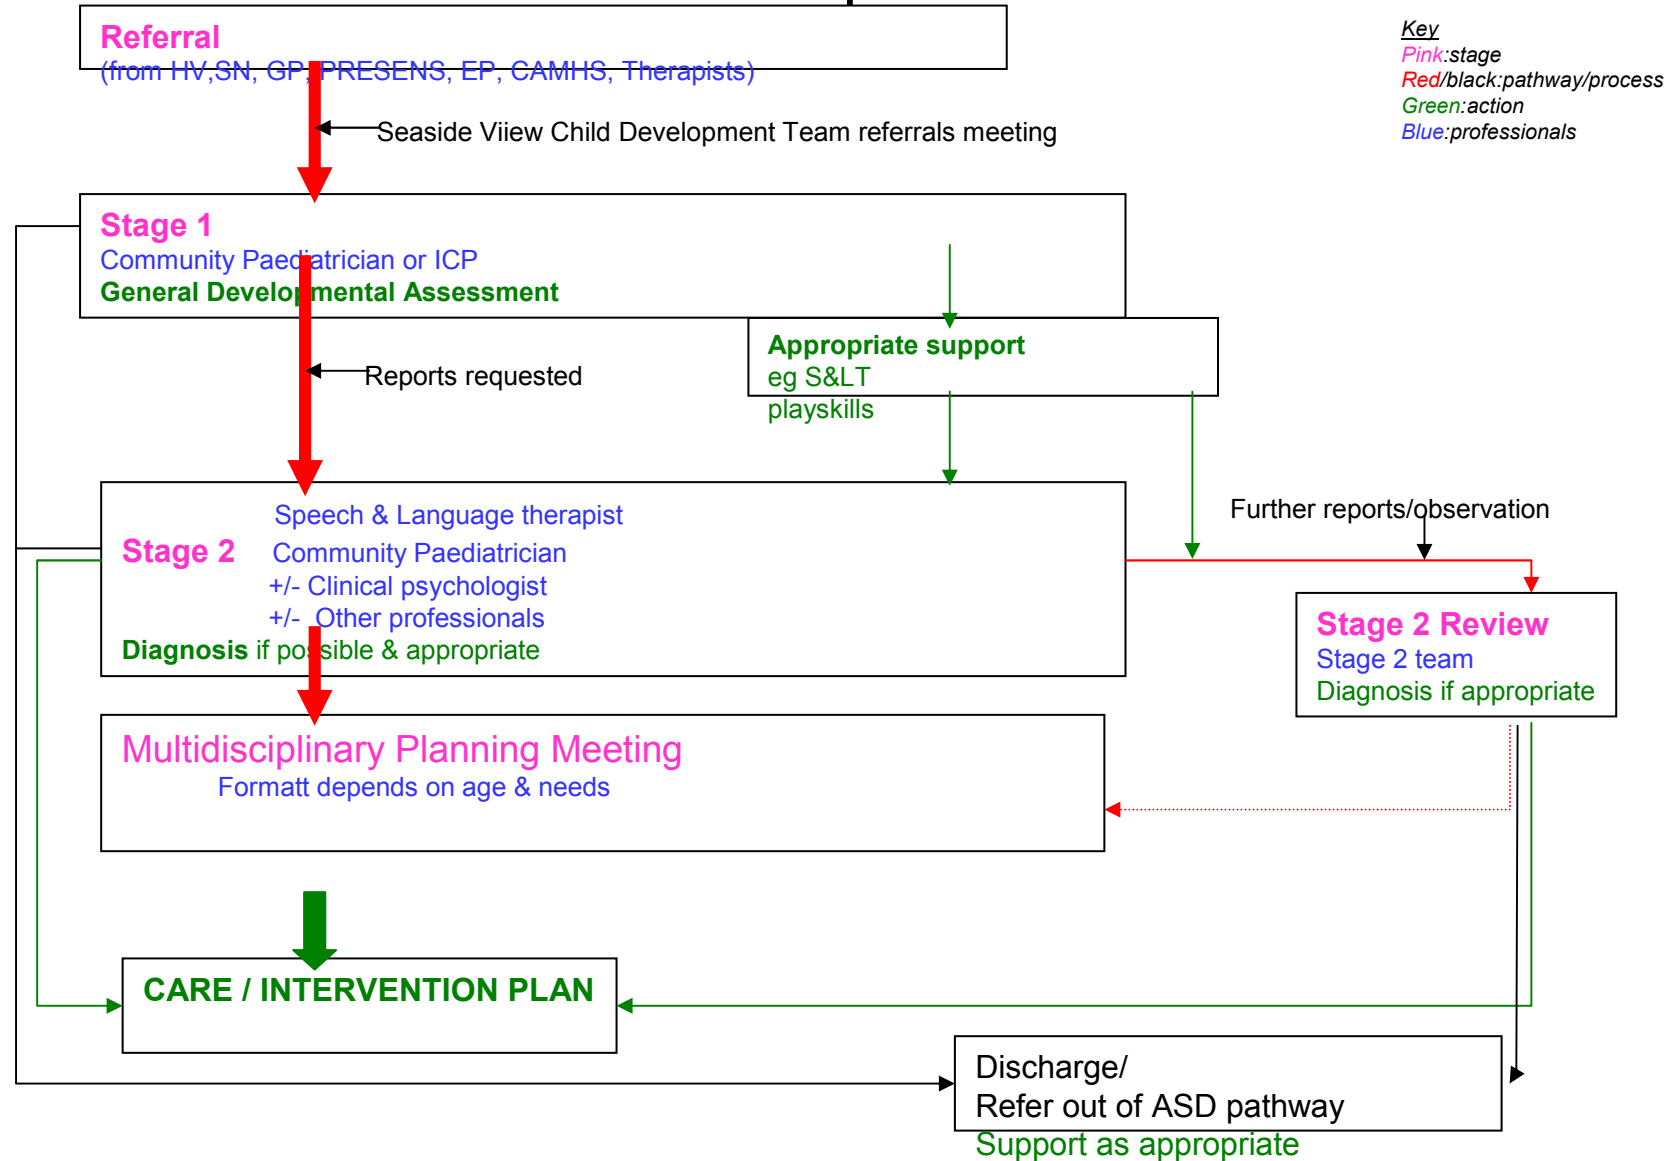 Referral
(from HV,SN, GP, PRESENS, EP, CAMHS, Therapists)
Key
Pink:stage
Red/black:pathway/process
Green:action
Blue:professionals
Seaside Viiew Child Development Team referrals meeting
Stage 1
Community Paediatrician or ICP
General Developmental Assessment
Appropriate support
eg S&LT
playskills
Reports requested
Speech & Language therapist
Stage 2 Community Paediatrician
+/- Clinical psychologist
+/- Other professionals
Diagnosis if possible & appropriate
Further reports/observation
Stage 2 Review
Stage 2 team
Diagnosis if appropriate
Multidisciplinary Planning Meeting
Formatt depends on age & needs
CARE / INTERVENTION PLAN
Discharge/
Refer out of ASD pathway
Support as appropriate